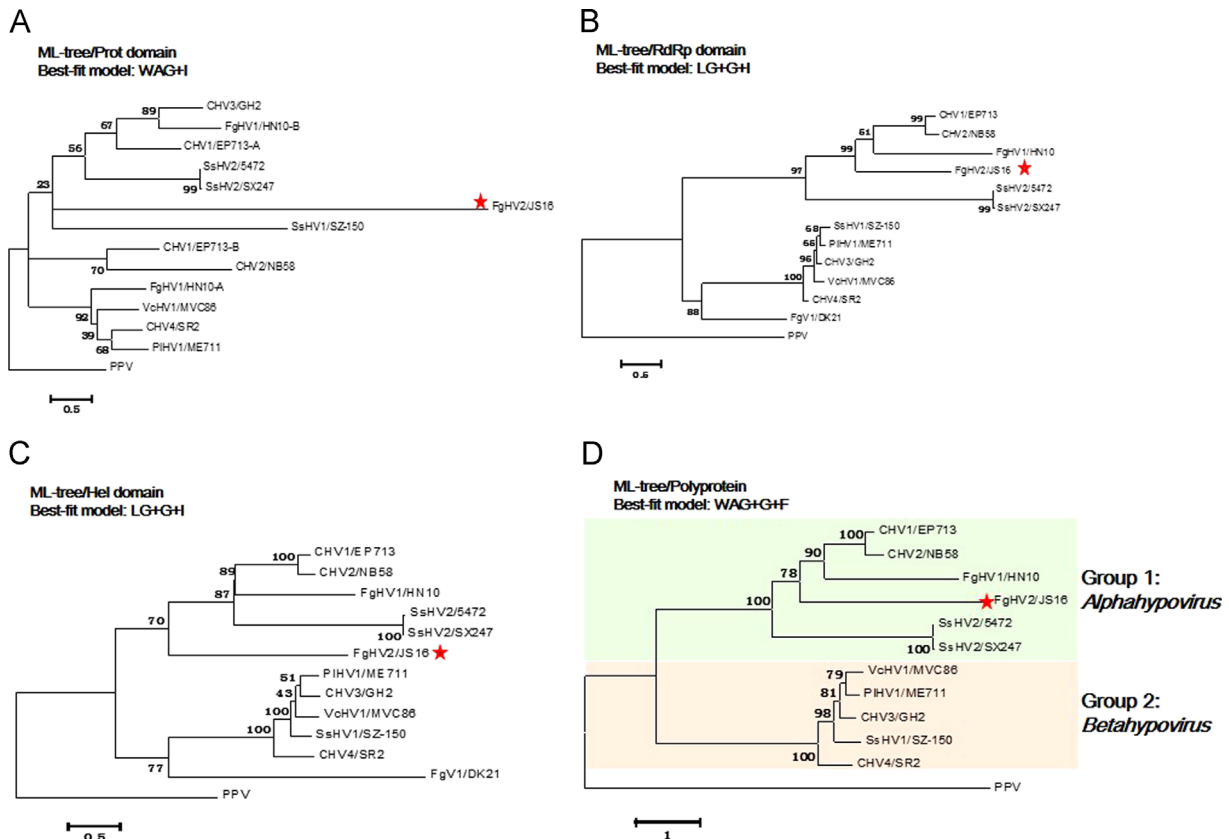 A
ML-tree/Prot domain
Best-fit model: WAG+I
89
CHV3/GH2
67
FgHV1/HN10-B
56
CHV1/EP713-A
SsHV2/5472
23
99
SsHV2/SX247
FgHV2/JS16
SsHV1/SZ-150
CHV1/EP713-B
70
CHV2/NB58
FgHV1/HN10-A
92
VcHV1/MVC86
39
CHV4/SR2
68
PIHV1/ME711
PPV
0.5
B
ML-tree/RdRp domain
Best-fit model: LG+G+I
99
CHV1/EP713
61
CHV2/NB58
99
FgHV1/HN10
97
FgHV2/JS16
SsHV2/5472
99
SsHV2/SX247
68
SsHV1/SZ-150
66
PIHV1/ME711
96
CHV3/GH2
100
VcHV1/MVC86
CHV4/SR2
88
FgV1/DK21
PPV
0.5
C
ML-tree/Hel domain
Best-fit model: LG+G+I
100
CHV1/EP713
89
CHV2/NB58
87
FgHV1/HN10
70
SsHV2/5472
100
SsHV2/SX247
FgHV2/JS16
51
PIHV1/ME711
43
CHV3/GH2
100
VcHV1/MVC86
100
SsHV1/SZ-150
CHV4/SR2
77
FgV1/DK21
PPV
0.5
D
ML-tree/Polyprotein
Best-fit model: WAG+G+F
100
CHV1/EP713
90
CHV2/NB58
78
FgHV1/HN10
100
FgHV2/JS16
SsHV2/5472
100
SsHV2/SX247
Group 1:
Alphahypovirus
79
VcHV1/MVC86
81
PIHV1/ME711
98
CHV3/GH2
SsHV1/SZ-150
100
CHV4/SR2
Group 2:
Betahypovirus
PPV
1